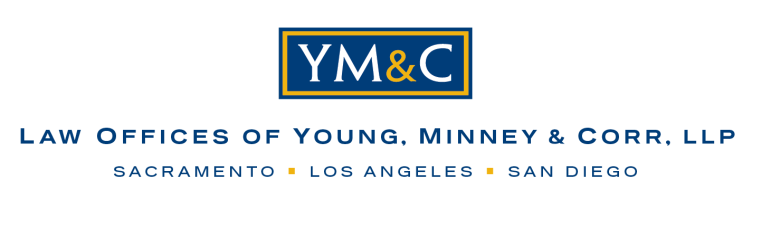 YM&C
LAW OFFICES OF YOUNG, MINNEY & CORR, LLP
SACRAMENTO ▪ LOS ANGELES ▪ SAN DIEGO